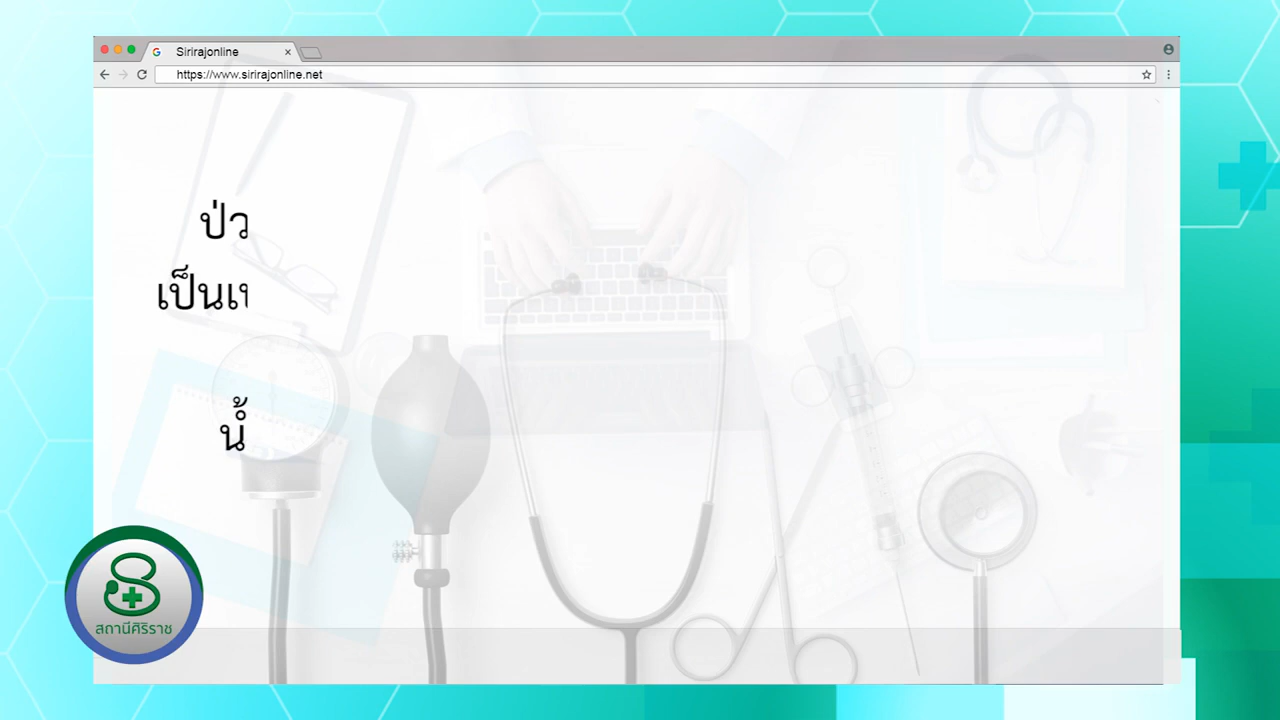 Sirirajonline
https://www.sirirajonline.net
ป่ว
เป็นเ
น้ำ
สถานีศิริราช